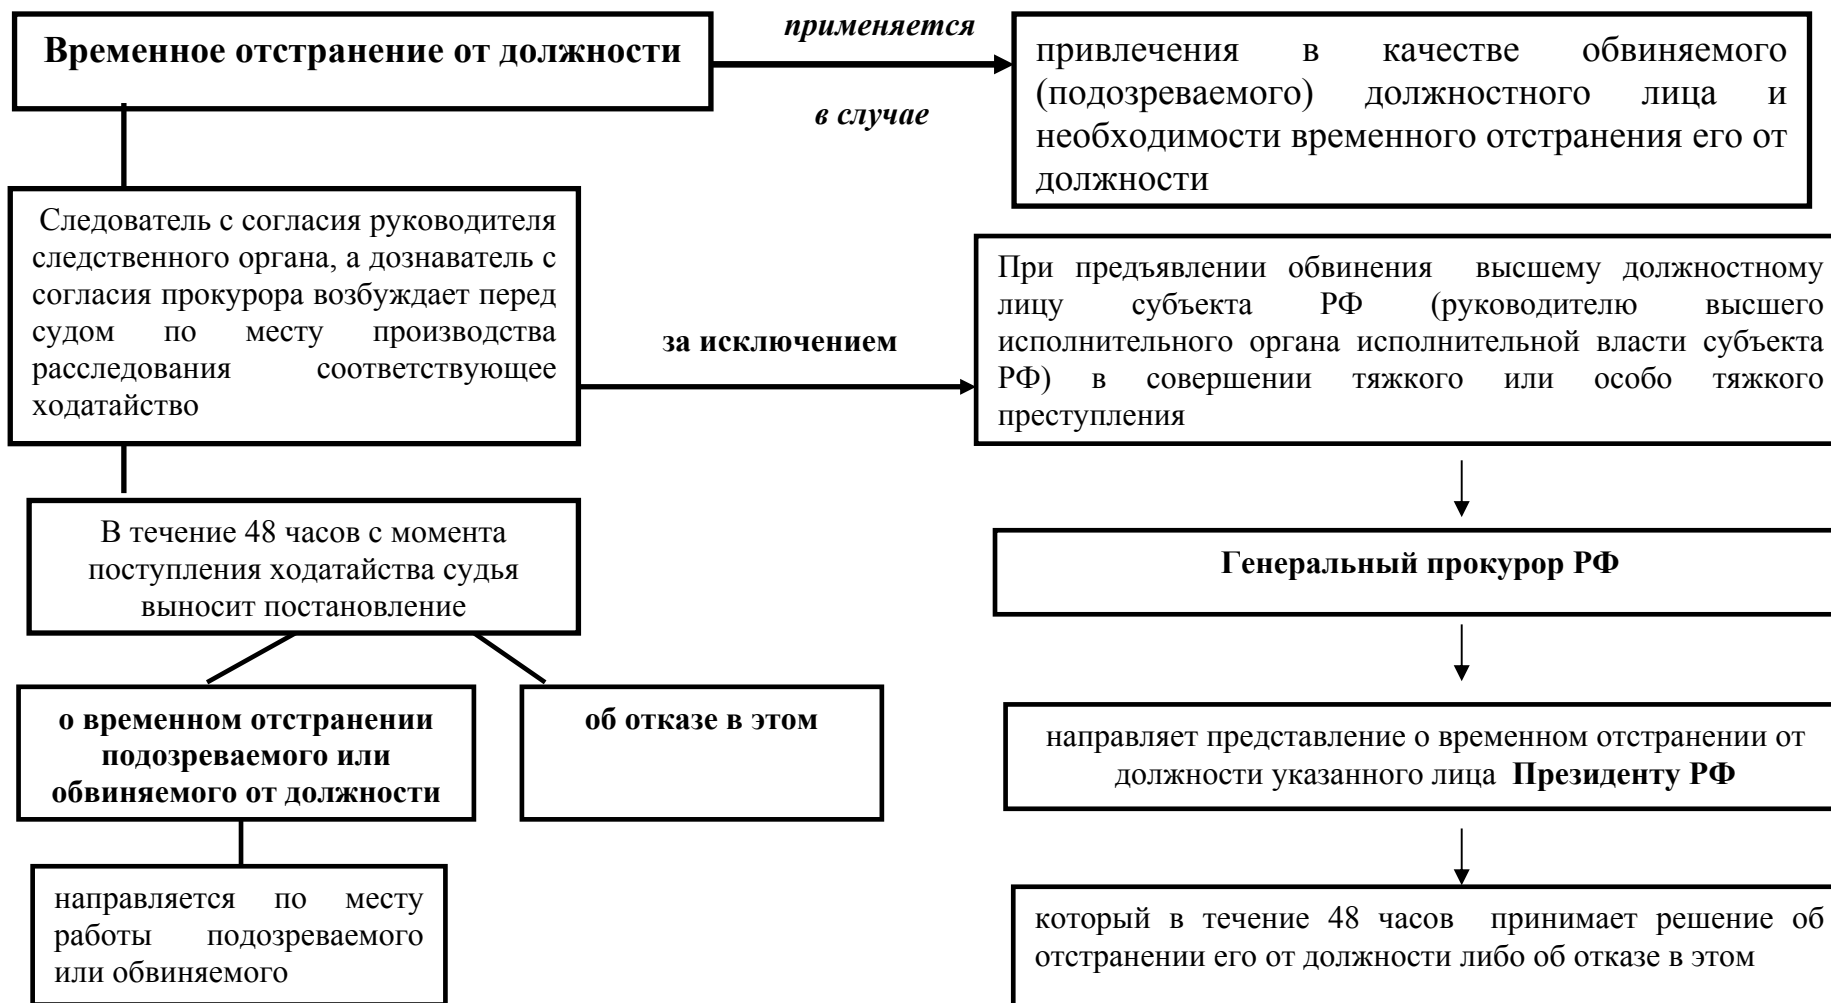 Временное отстранение от должности
применяется
в случае
привлечения в качестве обвиняемого
(подозреваемого) должностного лица и
необходимости временного отстранения его от
должности
Следователь с согласия руководителя
следственного органа, а дознаватель с
согласия прокурора возбуждает перед
судом по месту производства
расследования соответствующее
ходатайство
за исключением
При предъявлении обвинения высшему должностному
лицу субъекта РФ (руководителю высшего
исполнительного органа исполнительной власти субъекта
РФ) в совершении тяжкого или особо тяжкого
преступления
В течение 48 часов с момента
поступления ходатайства судья
выносит постановление
Генеральный прокурор РФ
о временном отстранении
подозреваемого или
обвиняемого от должности
об отказе в этом
направляет представление о временном отстранении от
должности указанного лица Президенту РФ
направляется по месту
работы подозреваемого
или обвиняемого
который в течение 48 часов принимает решение об
отстранении его от должности либо об отказе в этом